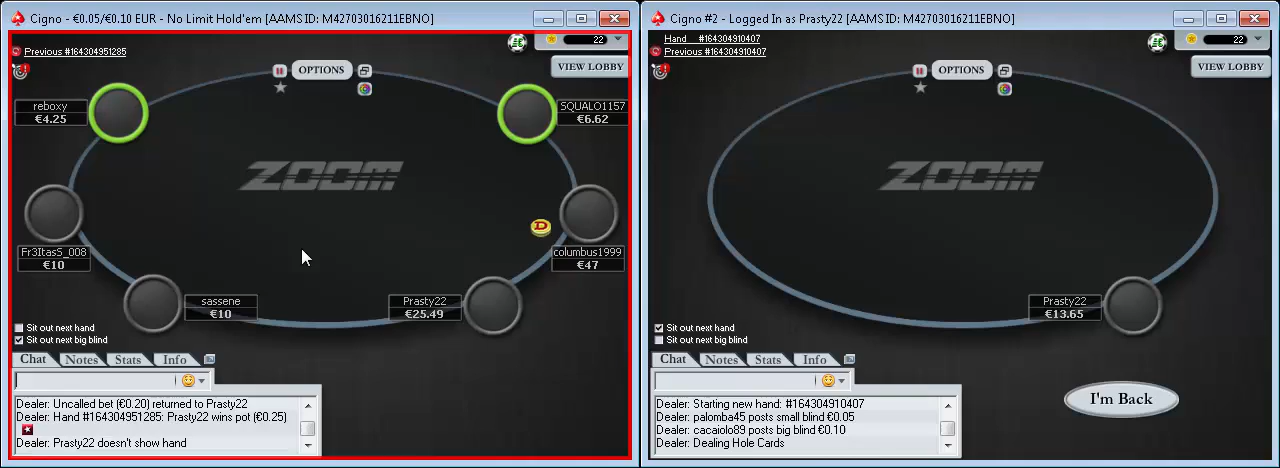 Cigno - €0.05/€0.10 EUR - No Limit Hold'em [AAMS ID: M42703016211EBNO]
Previous #164304951285
22
VIEW LOBBY
OPTIONS
reboxy
€4.25
SQUALO1157
€6.62
ZOOM
D
Fr3ItasS_008
€10
columbus1999
€47
sassene
€10
Prasty22
€25.49
Sit out next hand
Sit out next big blind
Chat Notes Stats Info
Dealer: Uncalled bet (€0.20) returned to Prasty22
Dealer: Hand #164304951285: Prasty22 wins pot (€0.25)
Dealer: Prasty22 doesn't show hand
Cigno #2 - Logged In as Prasty22 [AAMS ID: M42703016211EBNO]
Hand #164304910407
Previous #164304910407
22
VIEW LOBBY
OPTIONS
ZOOM
Prasty22
€13.65
Sit out next hand
Sit out next big blind
Chat Notes Stats Info
I'm Back
Dealer: Starting new hand: #164304910407
Dealer: palomba45 posts small blind €0.05
Dealer: cacaiolo89 posts big blind €0.10
Dealer: Dealing Hole Cards